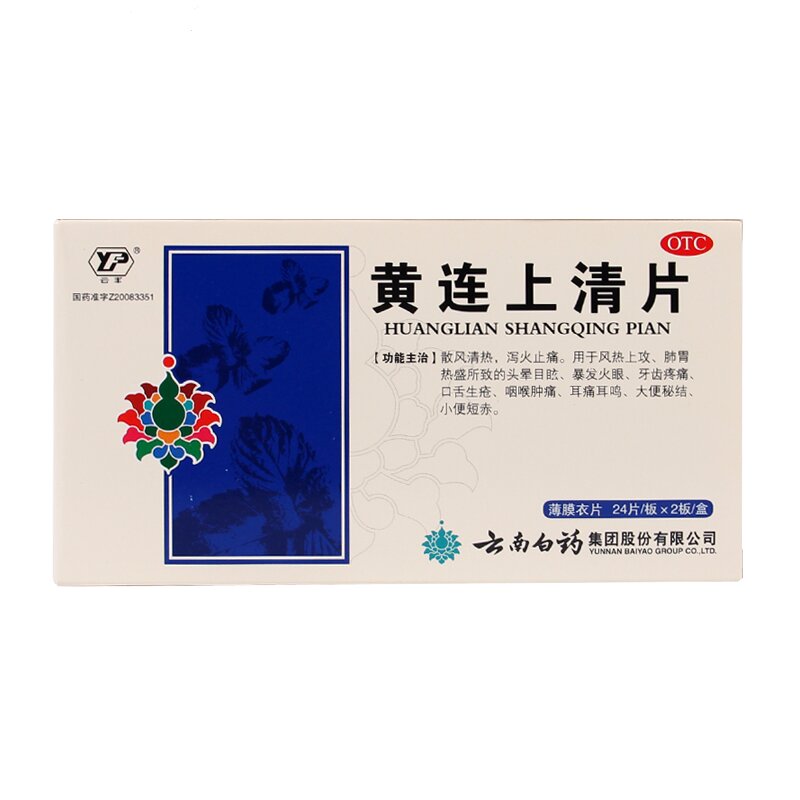 YP®
云丰
国药准字Z20083351
OTC
黄连上清片
HUANGLIAN SHANGQING PIAN
【功能主治】散风清热,泻火止痛。用于风热上攻、肺胃
热盛所致的头晕目眩、暴发火眼、牙齿疼痛、
口舌生疮、咽喉肿痛、耳痛耳鸣、大便秘结、
小便短赤。
薄膜衣片 24片/板×2板/盒
云南白药集团股份有限公司
YUNNAN BAIYAO GROUP CO.,LTD.